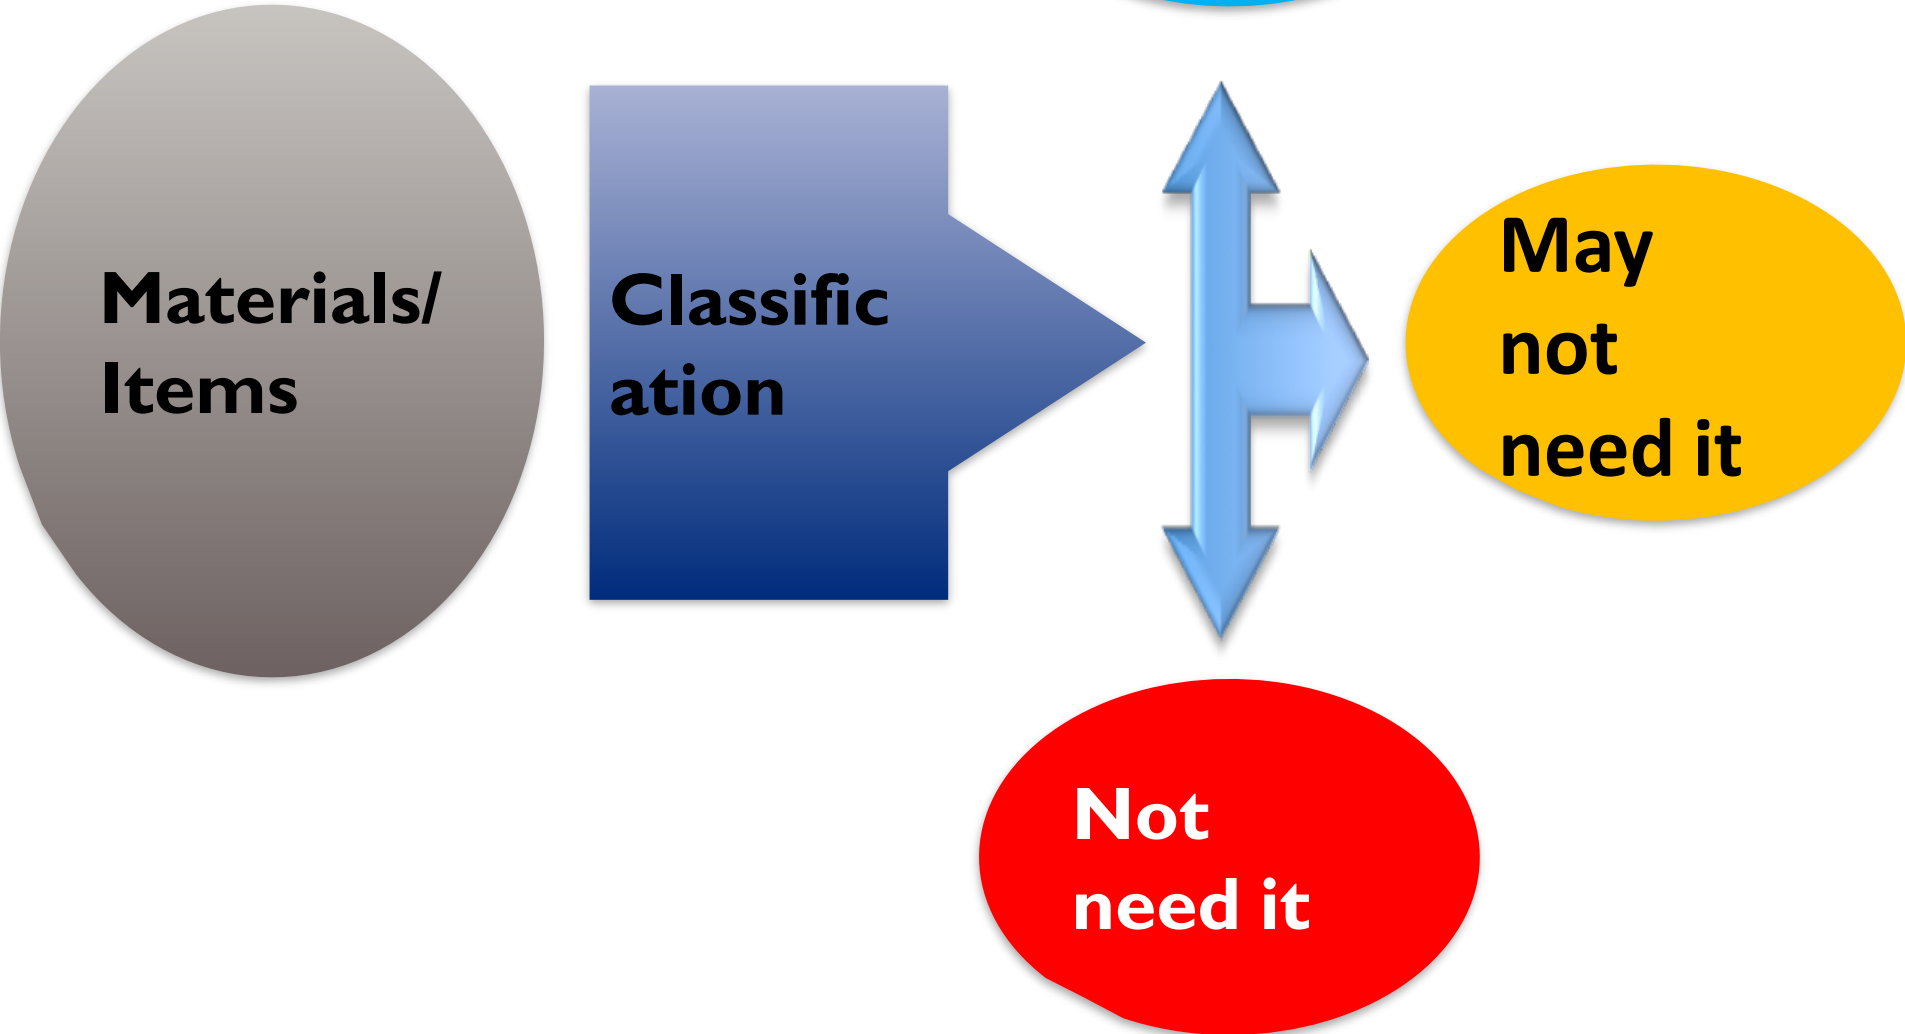 Materials/
Items
Classific
ation
May
not
need it
Not
need it